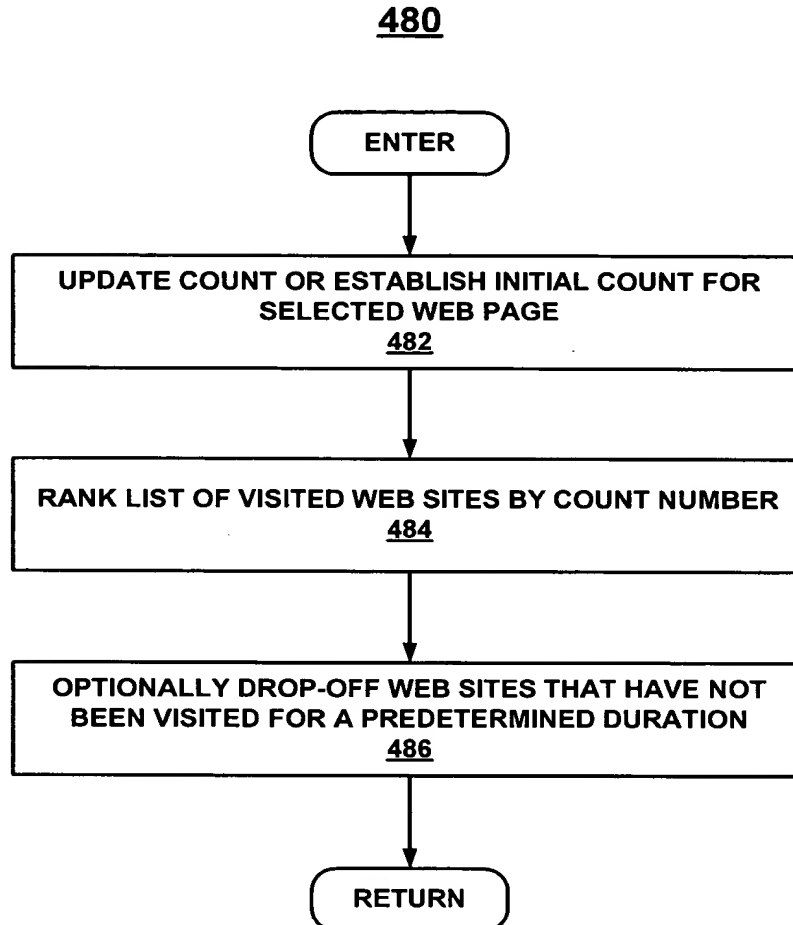 480
ENTER
UPDATE COUNT OR ESTABLISH INITIAL COUNT FOR
SELECTED WEB PAGE
482
RANK LIST OF VISITED WEB SITES BY COUNT NUMBER
484
OPTIONALLY DROP-OFF WEB SITES THAT HAVE NOT
BEEN VISITED FOR A PREDETERMINED DURATION
486
RETURN